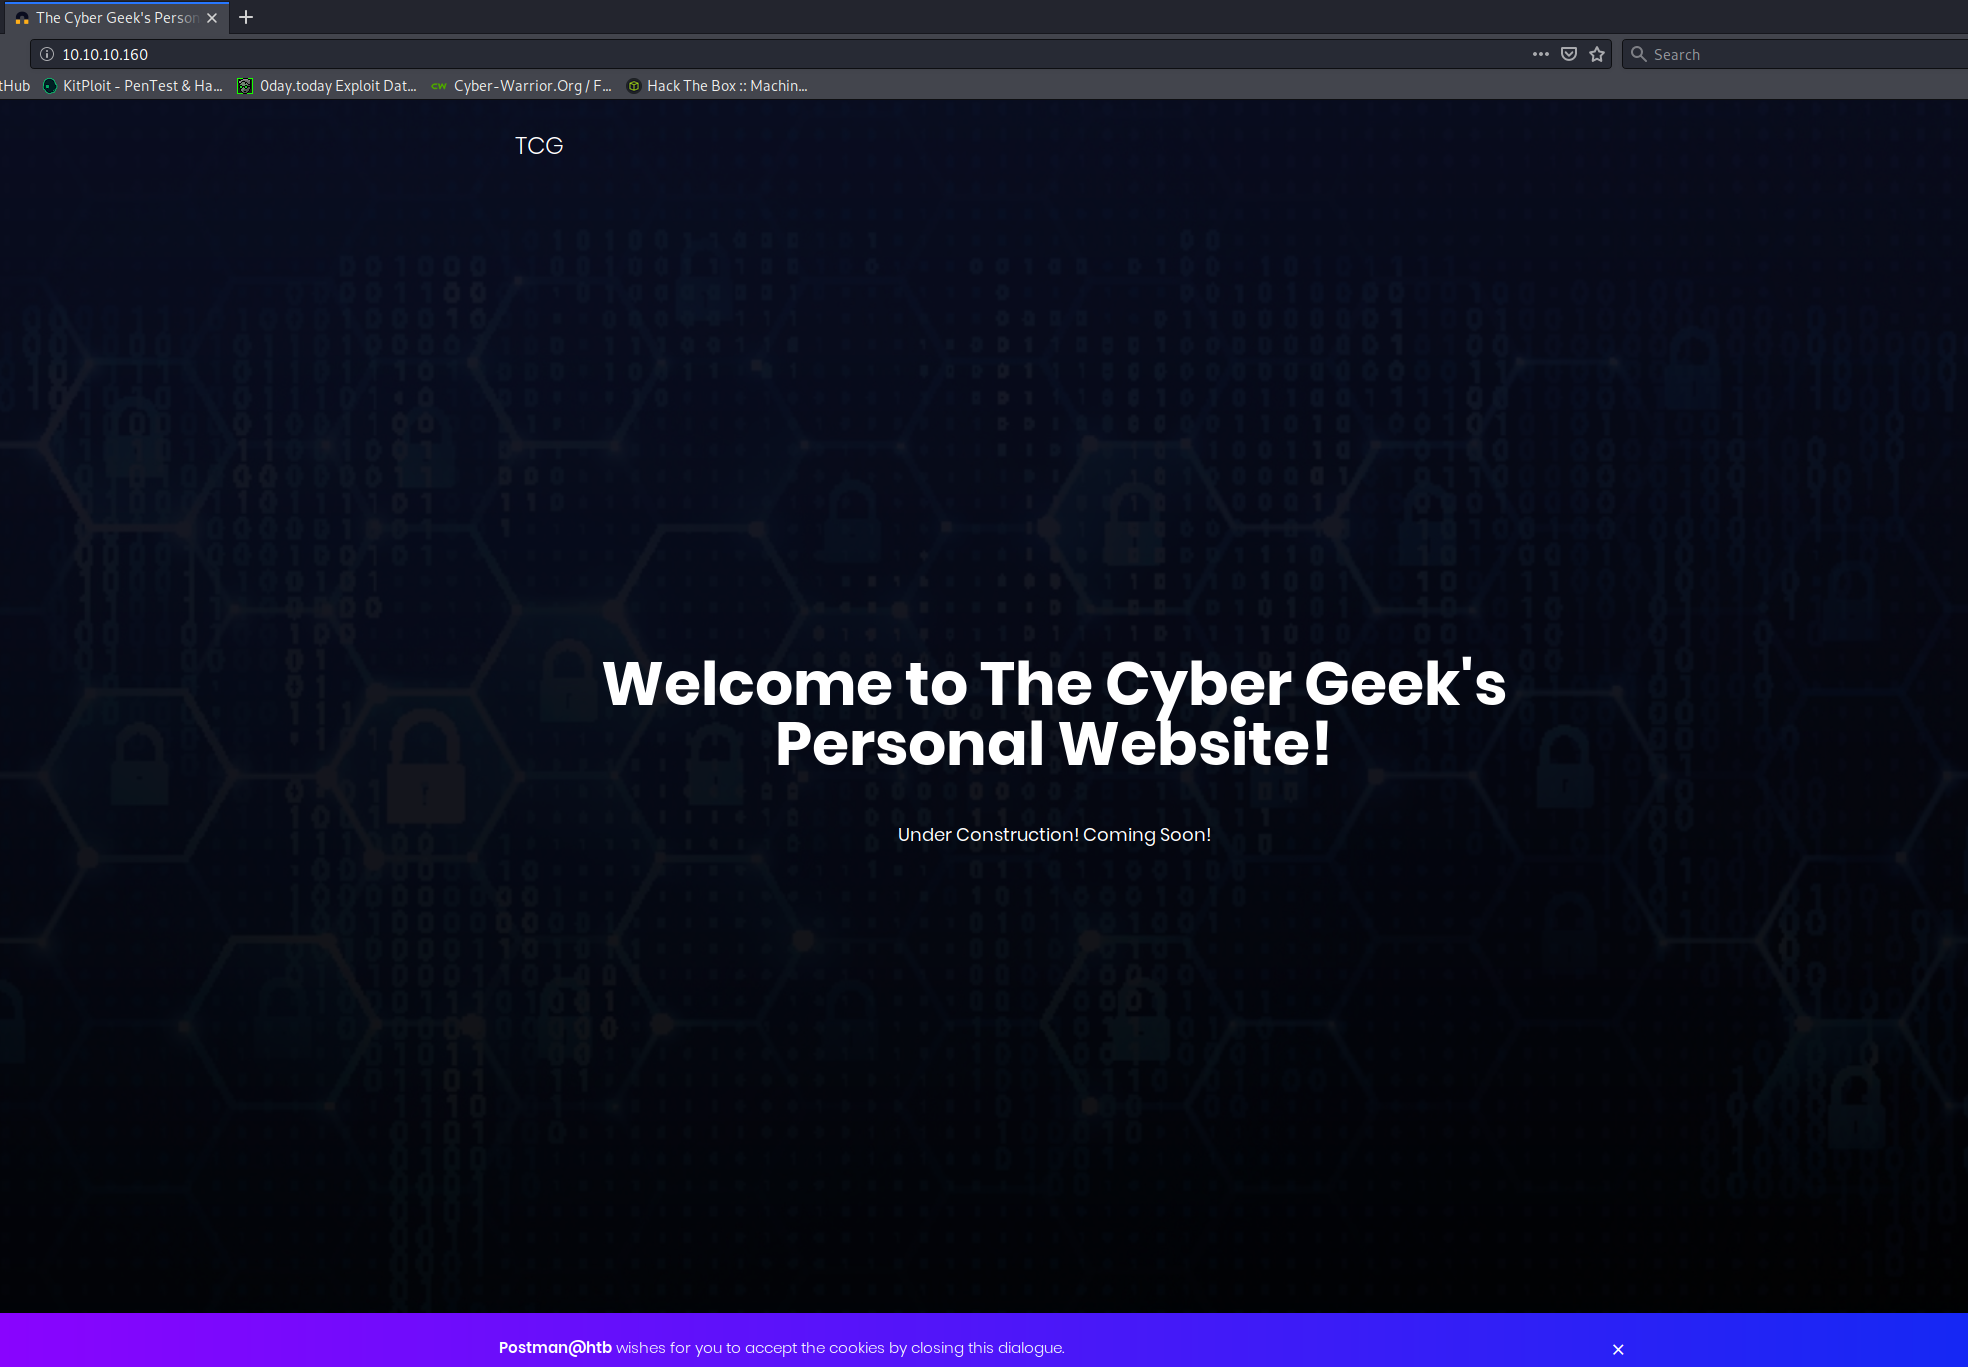 The Cyber Geek's Person
10.10.10.160
Search
tHub KitPloit - PenTest & Ha... 0day.today Exploit Dat... CW Cyber-Warrior.Org / F... Hack The Box :: Machin...
TCG
Welcome to The Cyber Geek's
Personal Website!
Under Construction! Coming Soon!
Postman@htb wishes for you to accept the cookies by closing this dialogue.